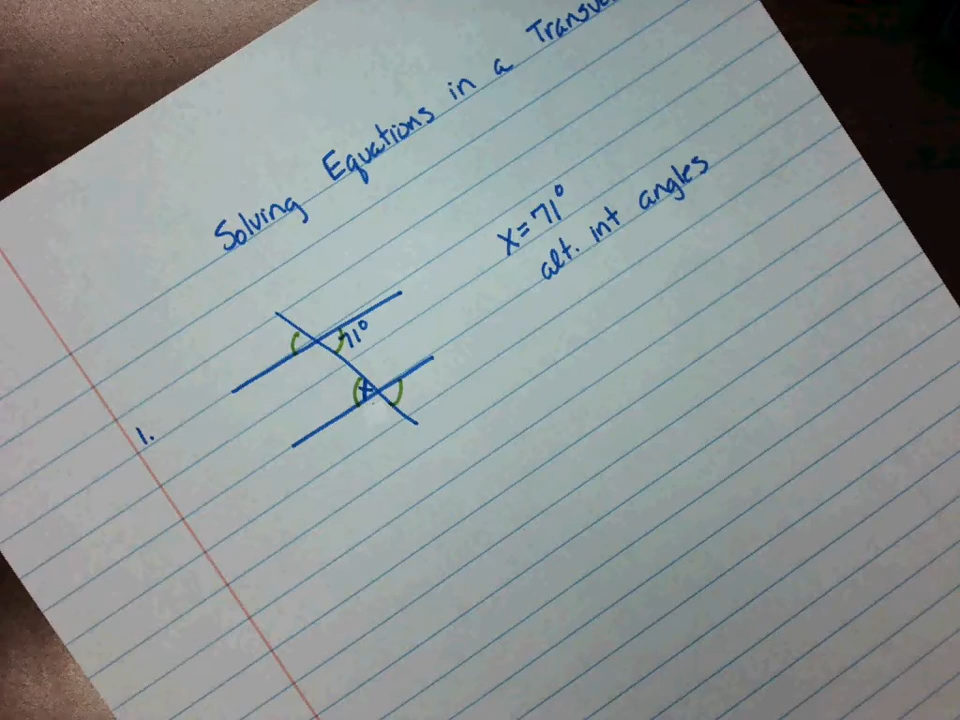 Solving Equations in a
x = 71°
alt. int angles
71°
x
1.